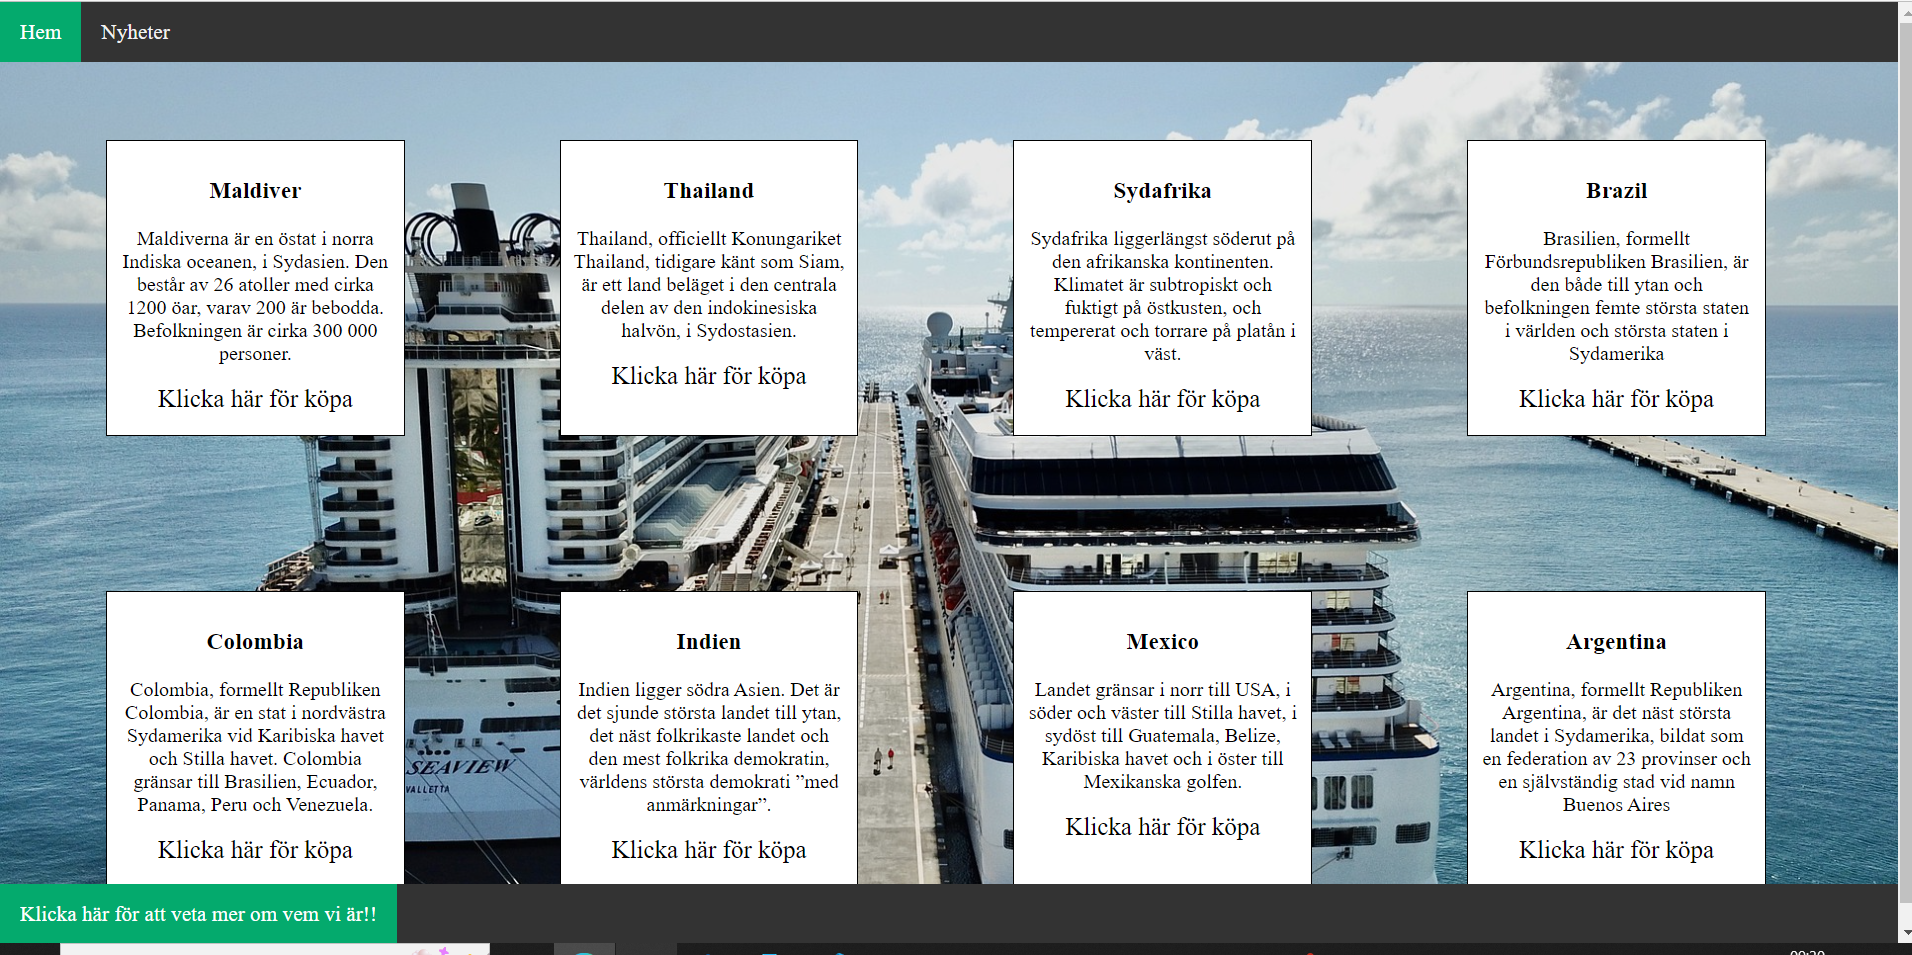 Hem Nyheter
Maldiver
Maldiverna är en östat i norra
Indiska oceanen, i Sydasien. Den
består av 26 atoller med cirka
1200 öar, varav 200 är bebodda.
Befolkningen är cirka 300 000
personer.
Klicka här för köpa
Thailand
Thailand, officiellt Konungariket
Thailand, tidigare känt som Siam,
är ett land beläget i den centrala
delen av den indokinesiska
halvön, i Sydostasien.
Klicka här för köpa
Sydafrika
Sydafrika liggerlängst söderut på
den afrikanska kontinenten.
Klimatet är subtropiskt och
fuktigt på östkusten, och
tempererat och torrare på platån i
väst.
Klicka här för köpa
Brazil
Brasilien, formellt
Förbundsrepubliken Brasilien, är
den både till ytan och
befolkningen femte största staten
i världen och största staten i
Sydamerika
Klicka här för köpa
Colombia
Colombia, formellt Republiken
Colombia, är en stat i nordvästra
Sydamerika vid Karibiska havet
och Stilla havet. Colombia
gränsar till Brasilien, Ecuador,
Panama, Peru och Venezuela.
Klicka här för köpa
SEAVIEW
VALLETTA
Indien
Indien ligger södra Asien. Det är
det sjunde största landet till ytan,
det näst folkrikaste landet och
den mest folkrika demokratin,
världens största demokrati ”med
anmärkningar”.
Klicka här för köpa
Mexico
Landet gränsar i norr till USA, i
söder och väster till Stilla havet, i
sydöst till Guatemala, Belize,
Karibiska havet och i öster till
Mexikanska golfen.
Klicka här för köpa
Argentina
Argentina, formellt Republiken
Argentina, är det näst största
landet i Sydamerika, bildat som
en federation av 23 provinser och
en självständig stad vid namn
Buenos Aires
Klicka här för köpa
Klicka här för att veta mer om vem vi är!!